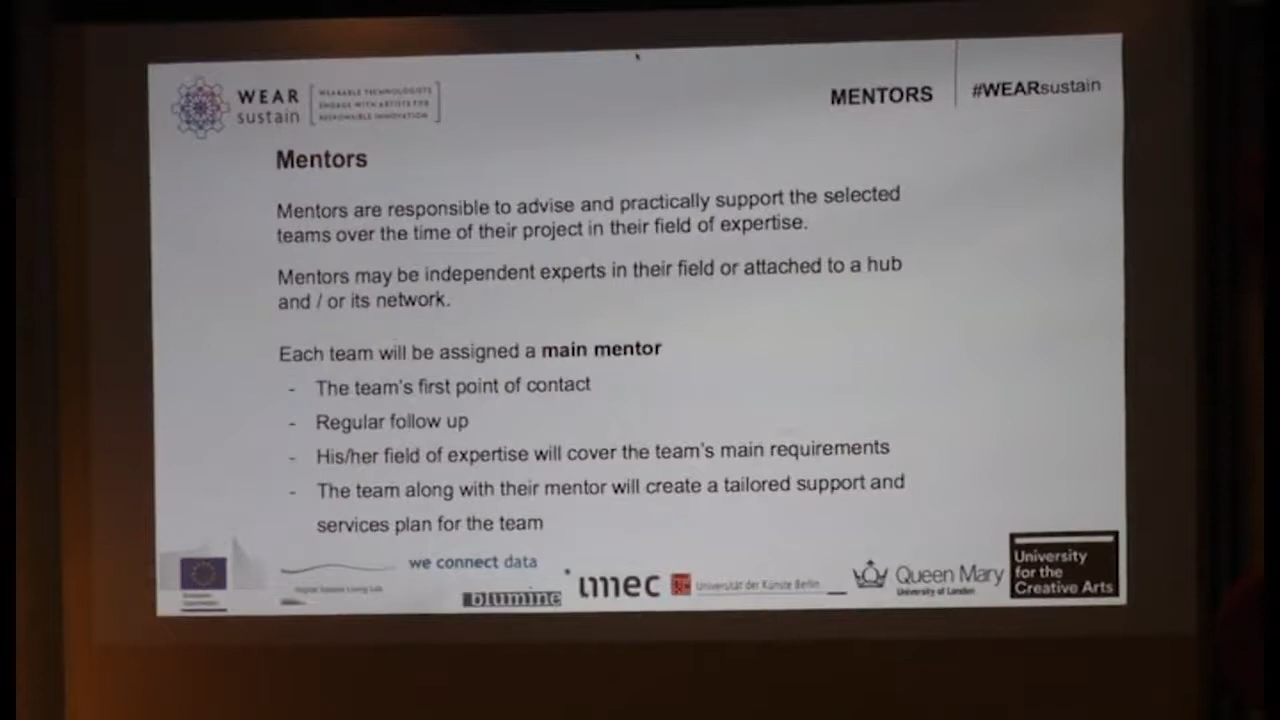 WEAR
sustain
WEARABLE TECHNOLOGISTS
ENGAGE WITH ARTISTS FOR
RESPONSIBLE INNOVATION
MENTORS
#WEARsustain
Mentors
Mentors are responsible to advise and practically support the selected
teams over the time of their project in their field of expertise.
Mentors may be independent experts in their field or attached to a hub
and / or its network.
Each team will be assigned a main mentor
- The team's first point of contact
- Regular follow up
- His/her field of expertise will cover the team's main requirements
- The team along with their mentor will create a tailored support and
services plan for the team
we connect data
blumine
imec
Universität der Künste Berlin
Queen Mary
University of London
University
for the
Creative Arts